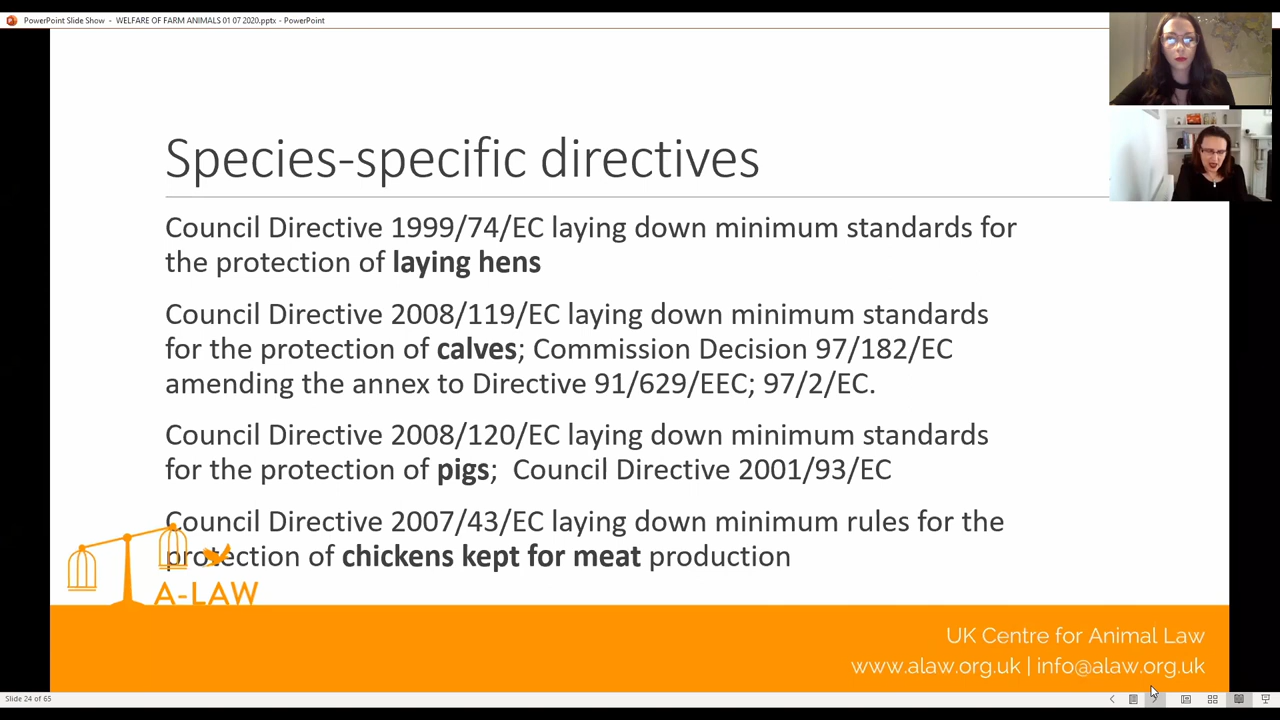 PowerPoint Slide Show - WELFARE OF FARM ANIMALS 01 07 2020.pptx - PowerPoint
Species-specific directives
Council Directive 1999/74/EC laying down minimum standards for
the protection of laying hens
Council Directive 2008/119/EC laying down minimum standards
for the protection of calves; Commission Decision 97/182/EC
amending the annex to Directive 91/629/EEC; 97/2/EC.
Council Directive 2008/120/EC laying down minimum standards
for the protection of pigs;  Council Directive 2001/93/EC
Council Directive 2007/43/EC laying down minimum rules for the
protection of chickens kept for meat production
A-LAW
UK Centre for Animal Law
www.alaw.org.uk | info@alaw.org.uk
Slide 24 of 65